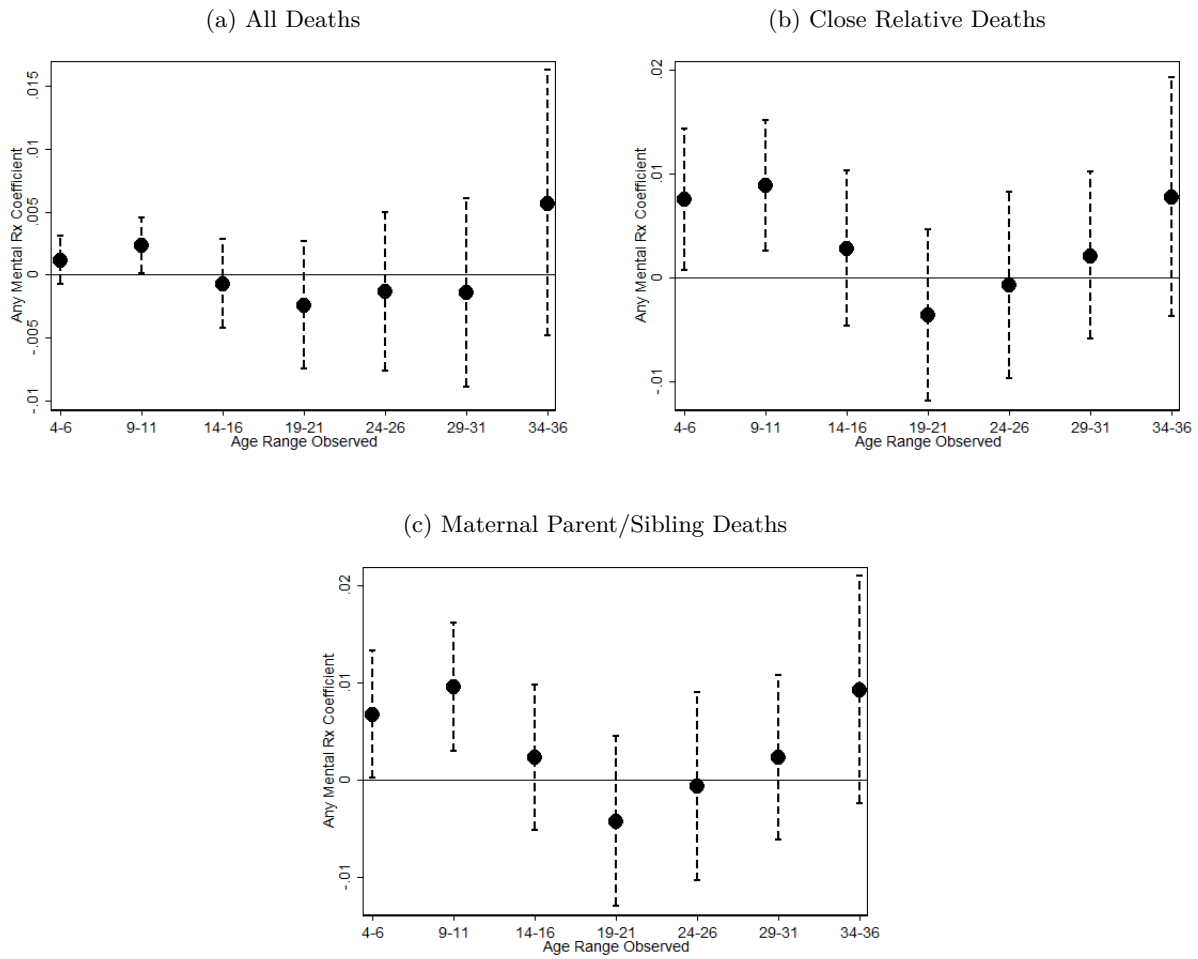 (a) All Deaths
Any Mental Rx Coefficient
.015
.01
.005
0
-.005
-.01
4-6 9-11 14-16 19-21 24-26 29-31 34-36
Age Range Observed
(b) Close Relative Deaths
Any Mental Rx Coefficient
.02
.01
0
-.01
4-6 9-11 14-16 19-21 24-26 29-31 34-36
Age Range Observed
(c) Maternal Parent/Sibling Deaths
Any Mental Rx Coefficient
.02
.01
0
-.01
4-6 9-11 14-16 19-21 24-26 29-31 34-36
Age Range Observed